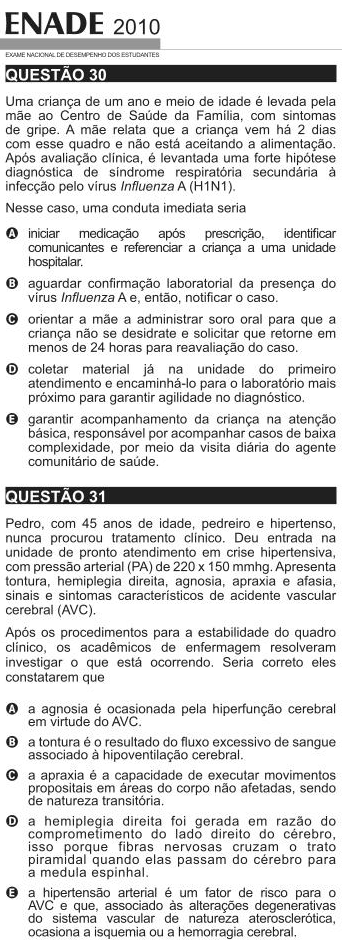 ENADE 2010
EXAME NACIONAL DE DESEMPENHO DOS ESTUDANTES
QUESTÃO 30
Uma criança de um ano e meio de idade é levada pela
mãe ao Centro de Saúde da Família, com sintomas
de gripe. A mãe relata que a criança vem há 2 dias
com esse quadro e não está aceitando a alimentação.
Após avaliação clínica, é levantada uma forte hipótese
diagnóstica de síndrome respiratória secundária à
infecção pelo vírus Influenza A (H1N1).
Nesse caso, uma conduta imediata seria
A iniciar medicação após prescrição, identificar
comunicantes e referenciar a criança a uma unidade
hospitalar.
B aguardar confirmação laboratorial da presença do
vírus Influenza A e, então, notificar o caso.
C orientar a mãe a administrar soro oral para que a
criança não se desidrate e solicitar que retorne em
menos de 24 horas para reavaliação do caso.
D coletar material já na unidade do primeiro
atendimento e encaminhá-lo para o laboratório mais
próximo para garantir agilidade no diagnóstico.
E garantir acompanhamento da criança na atenção
básica, responsável por acompanhar casos de baixa
complexidade, por meio da visita diária do agente
comunitário de saúde.
QUESTÃO 31
Pedro, com 45 anos de idade, pedreiro e hipertenso,
nunca procurou tratamento clínico. Deu entrada na
unidade de pronto atendimento em crise hipertensiva,
com pressão arterial (PA) de 220 x 150 mmhg. Apresenta
tontura, hemiplegia direita, agnosia, apraxia e afasia,
sinais e sintomas característicos de acidente vascular
cerebral (AVC).
Após os procedimentos para a estabilidade do quadro
clínico, os acadêmicos de enfermagem resolveram
investigar o que está ocorrendo. Seria correto eles
constatarem que
A a agnosia é ocasionada pela hiperfunção cerebral
em virtude do AVC.
B a tontura é o resultado do fluxo excessivo de sangue
associado à hipoventilação cerebral.
C a apraxia é a capacidade de executar movimentos
propositais em áreas do corpo não afetadas, sendo
de natureza transitória.
D a hemiplegia direita foi gerada em razão do
comprometimento do lado direito do cérebro,
isso porque fibras nervosas cruzam o trato
piramidal quando elas passam do cérebro para
a medula espinhal.
E a hipertensão arterial é um fator de risco para o
AVC e que, associado às alterações degenerativas
do sistema vascular de natureza aterosclerótica,
ocasiona a isquemia ou a hemorragia cerebral.